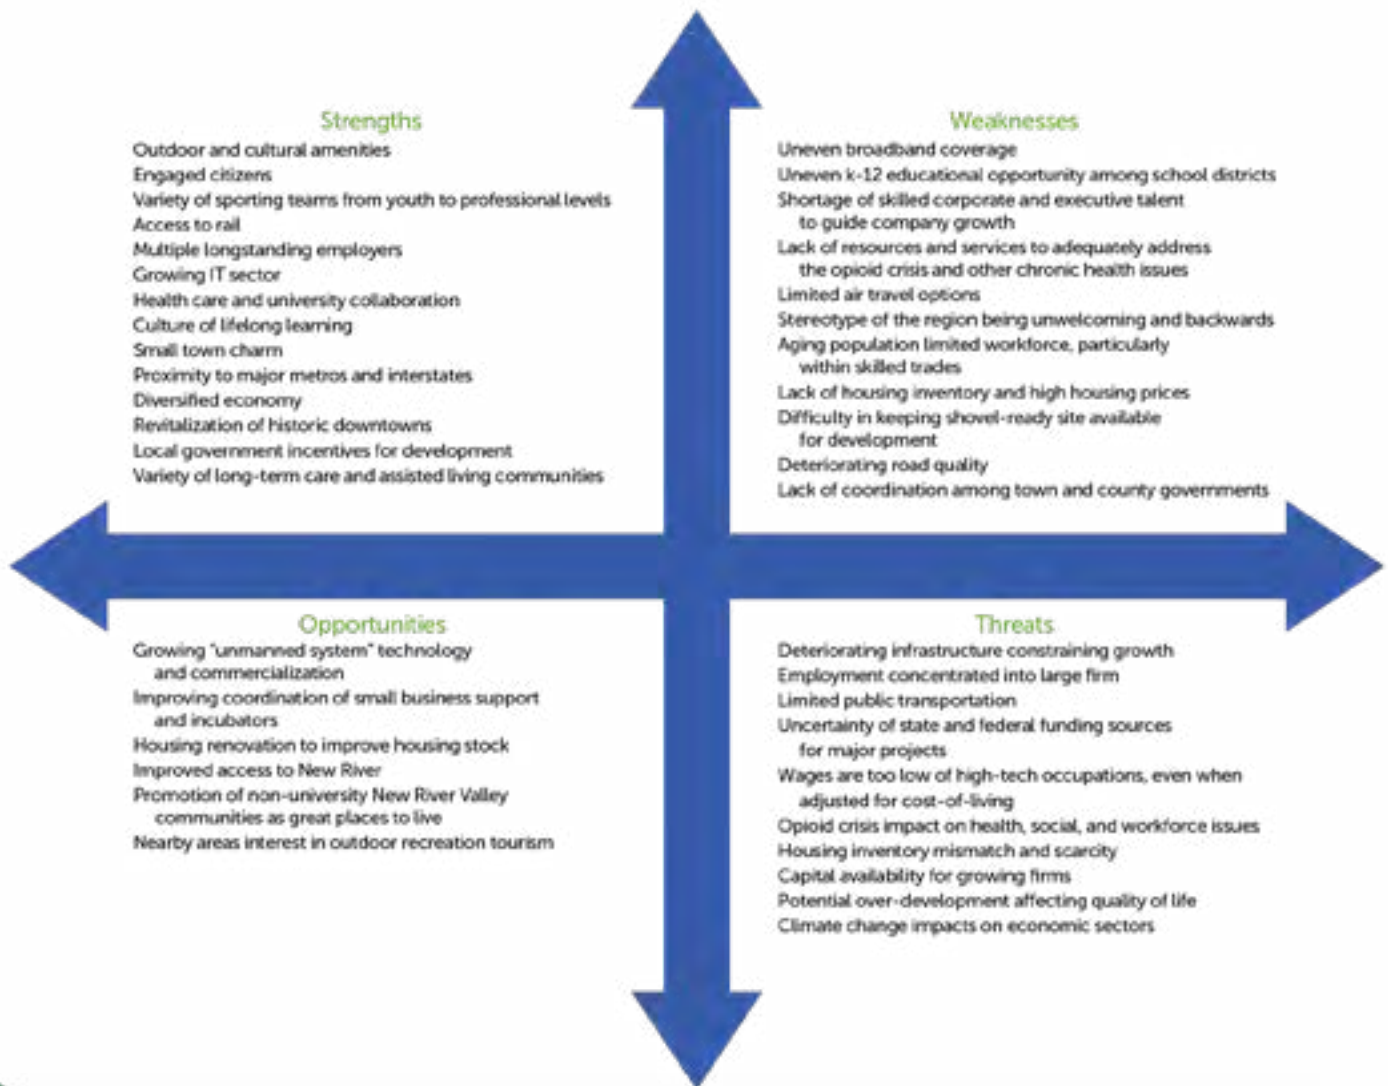 Strengths
Outdoor and cultural amenities
Engaged citizens
Variety of sporting teams from youth to professional levels
Access to rail
Multiple longstanding employers
Growing IT sector
Health care and university collaboration
Culture of lifelong learning
Small town charm
Proximity to major metros and interstates
Diversified economy
Revitalization of historic downtowns
Local government incentives for development
Variety of long-term care and assisted living communities
Weaknesses
Uneven broadband coverage
Uneven k-12 educational opportunity among school districts
Shortage of skilled corporate and executive talent
to guide company growth
Lack of resources and services to adequately address
the opioid crisis and other chronic health issues
Limited air travel options
Stereotype of the region being unwelcoming and backwards
Aging population limited workforce, particularly
within skilled trades
Lack of housing inventory and high housing prices
Difficulty in keeping shovel-ready site available
for development
Deteriorating road quality
Lack of coordination among town and county governments
Opportunities
Growing "unmanned system" technology
and commercialization
Improving coordination of small business support
and incubators
Housing renovation to improve housing stock
Improved access to New River
Promotion of non-university New River Valley
communities as great places to live
Nearby areas interest in outdoor recreation tourism
Threats
Deteriorating infrastructure constraining growth
Employment concentrated into large firm
Limited public transportation
Uncertainty of state and federal funding sources
for major projects
Wages are too low of high-tech occupations, even when
adjusted for cost-of-living
Opioid crisis impact on health, social, and workforce issues
Housing inventory mismatch and scarcity
Capital availability for growing firms
Potential over-development affecting quality of life
Climate change impacts on economic sectors